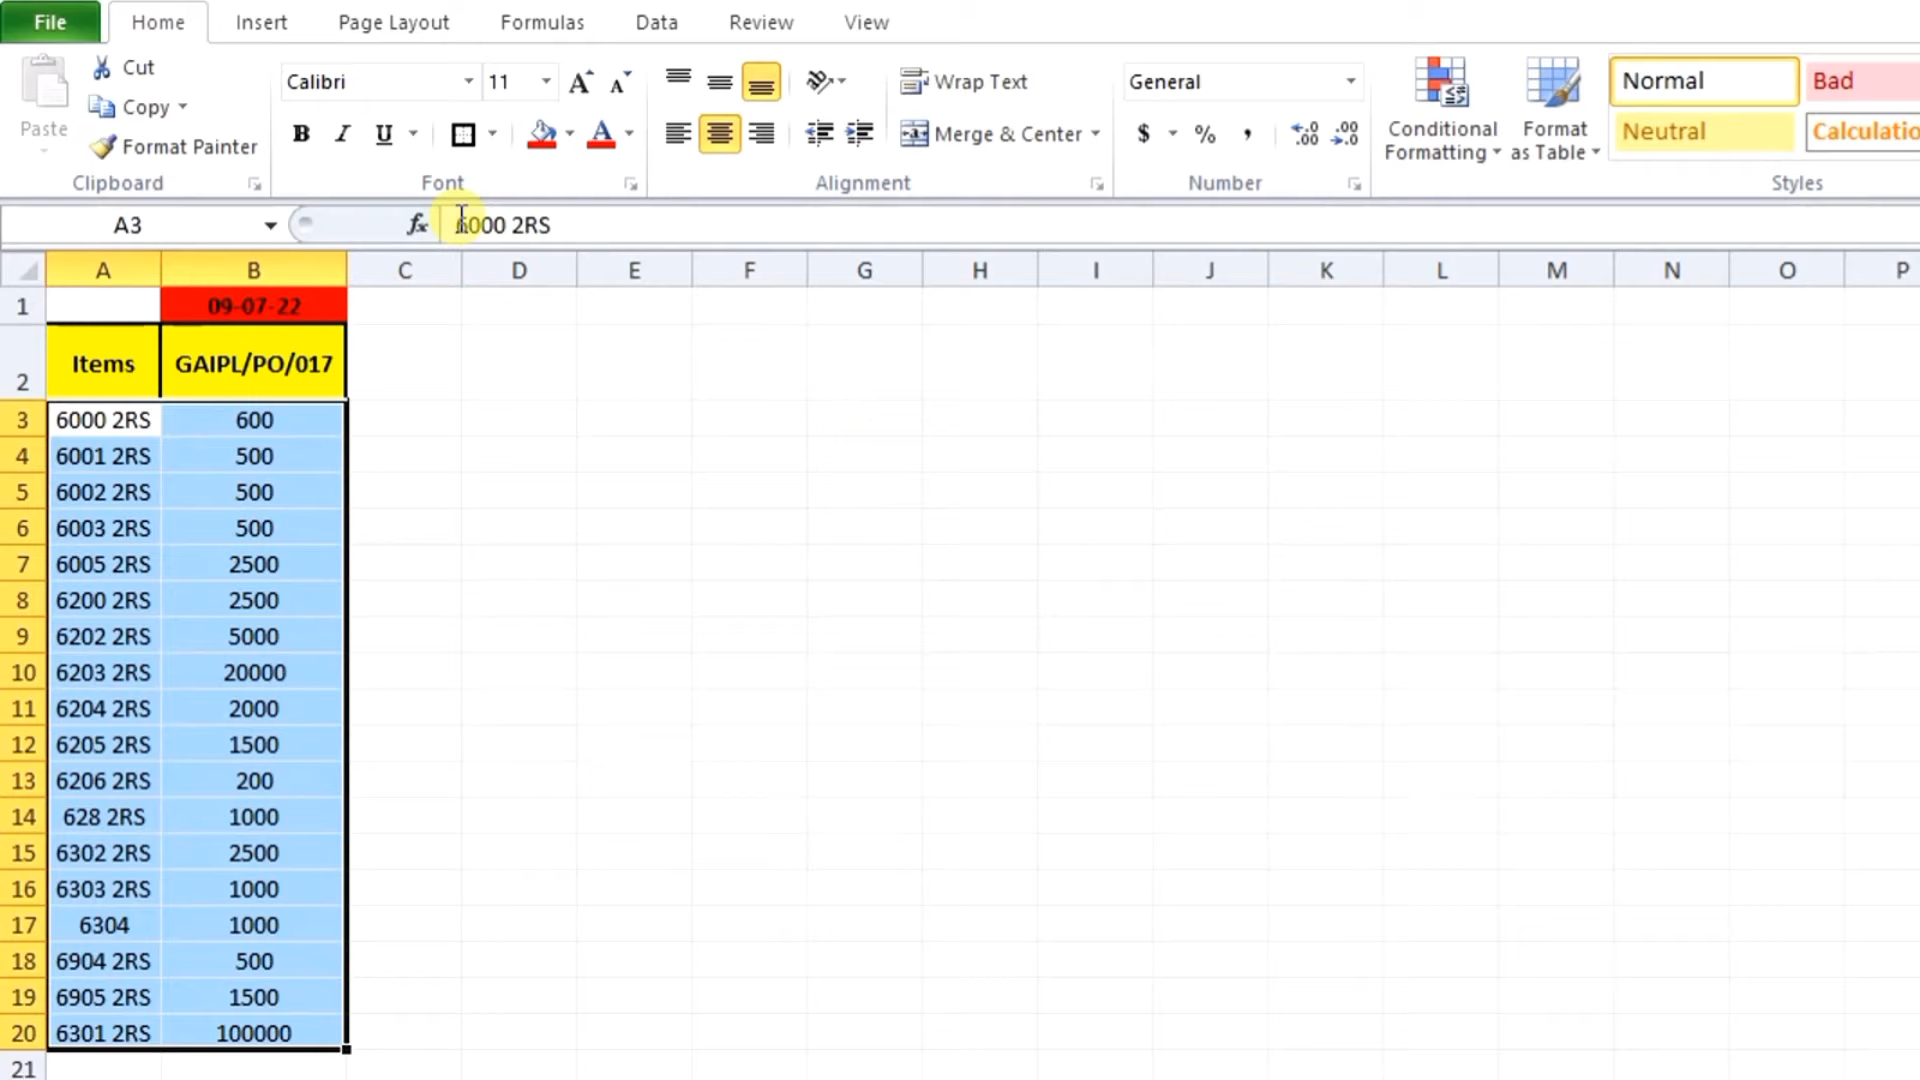 File Home Insert Page Layout Formulas Data Review View
Paste
Cut
Copy
Format Painter
Clipboard
Calibri 11
B I U
Font
Wrap Text
Merge & Center
Alignment
General
$ % ,
Number
Conditional Formatting
Format as Table
Normal Bad
Neutral Calculatio
Styles
A3 fx 6000 2RS
A B C D E F G H I J K L M N O P
1 09-07-22
2 Items GAIPL/PO/017
3 6000 2RS 600
4 6001 2RS 500
5 6002 2RS 500
6 6003 2RS 500
7 6005 2RS 2500
8 6200 2RS 2500
9 6202 2RS 5000
10 6203 2RS 20000
11 6204 2RS 2000
12 6205 2RS 1500
13 6206 2RS 200
14 628 2RS 1000
15 6302 2RS 2500
16 6303 2RS 1000
17 6304 1000
18 6904 2RS 500
19 6905 2RS 1500
20 6301 2RS 100000
21